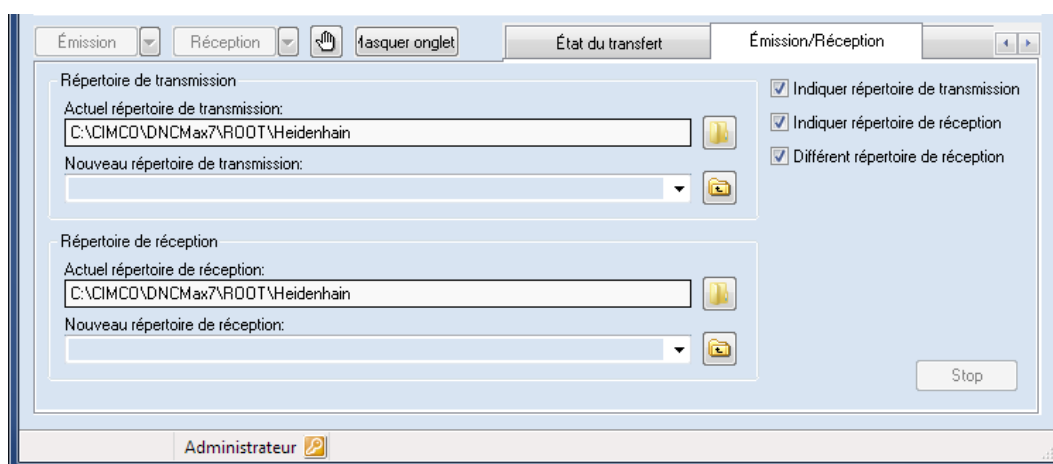 Émission Réception Masquer onglet État du transfert Émission/Réception
Répertoire de transmission
Indiquer répertoire de transmission
Actuel répertoire de transmission:
C:\CIMCO\DNCMax7\ROOT\Heidenhain
Indiquer répertoire de réception
Nouveau répertoire de transmission:
Différent répertoire de réception
Répertoire de réception
Actuel répertoire de réception:
C:\CIMCO\DNCMax7\ROOT\Heidenhain
Nouveau répertoire de réception:
Stop
Administrateur